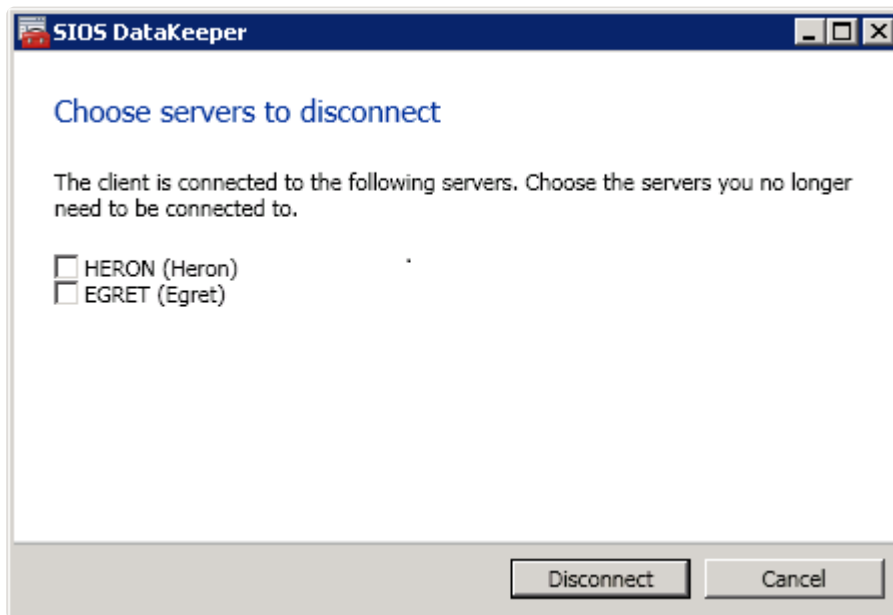 SIOS DataKeeper
Choose servers to disconnect
The client is connected to the following servers. Choose the servers you no longer
need to be connected to.
HERON (Heron)
EGRET (Egret)
Disconnect
Cancel